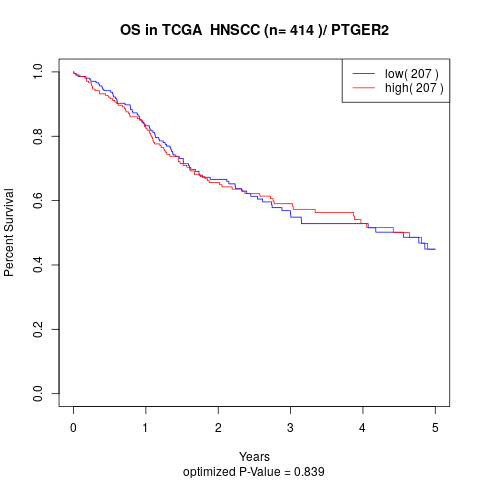 OS in TCGA  HNSCC (n= 414 )/ PTGER2
low( 207 )
high( 207 )
Percent Survival
1.0
0.8
0.6
0.4
0.2
0.0
0 1 2 3 4 5
Years
optimized P-Value = 0.839